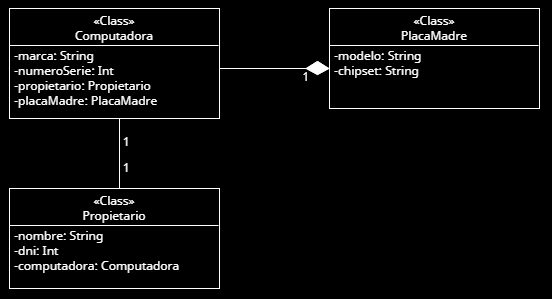 «Class»
Computadora
-marca: String
-numeroSerie: Int
-propietario: Propietario
-placaMadre: PlacaMadre
«Class»
PlacaMadre
-modelo: String
-chipset: String
1
1
1
«Class»
Propietario
-nombre: String
-dni: Int
-computadora: Computadora